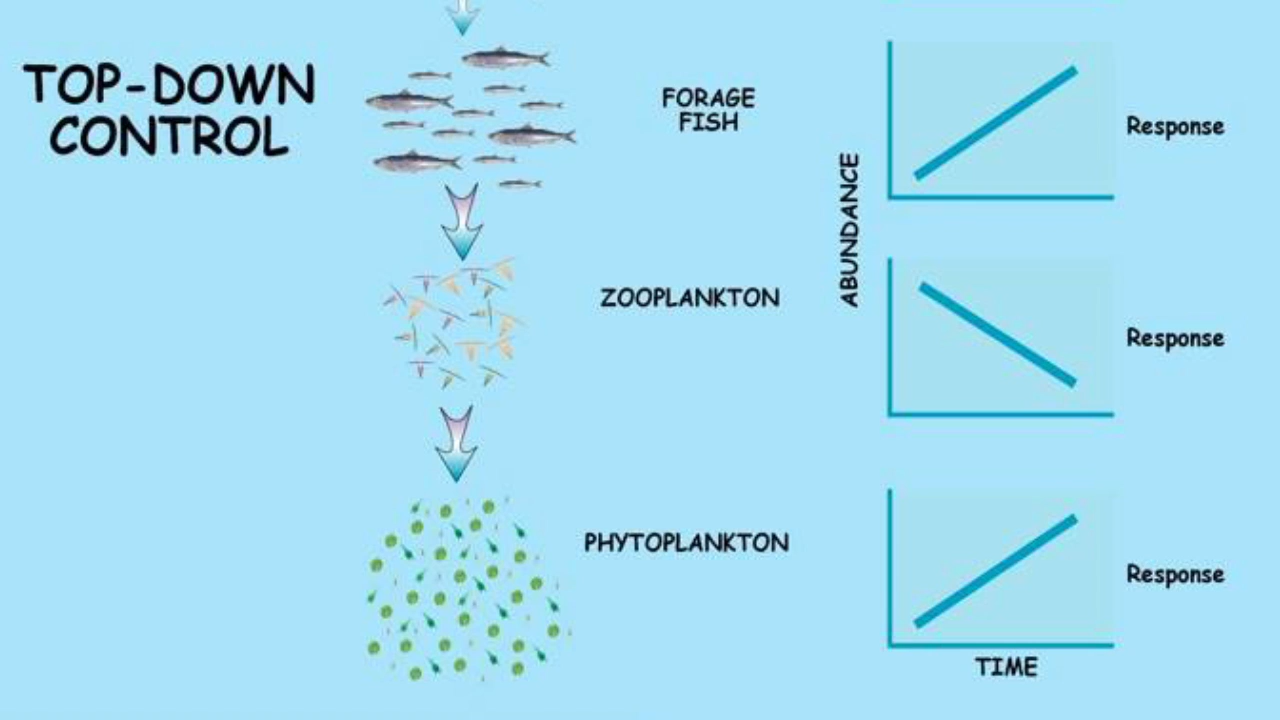 TOP-DOWN
CONTROL
FORAGE
FISH
Response
ABUNDANCE
ZOOPLANKTON
Response
PHYTOPLANKTON
Response
TIME